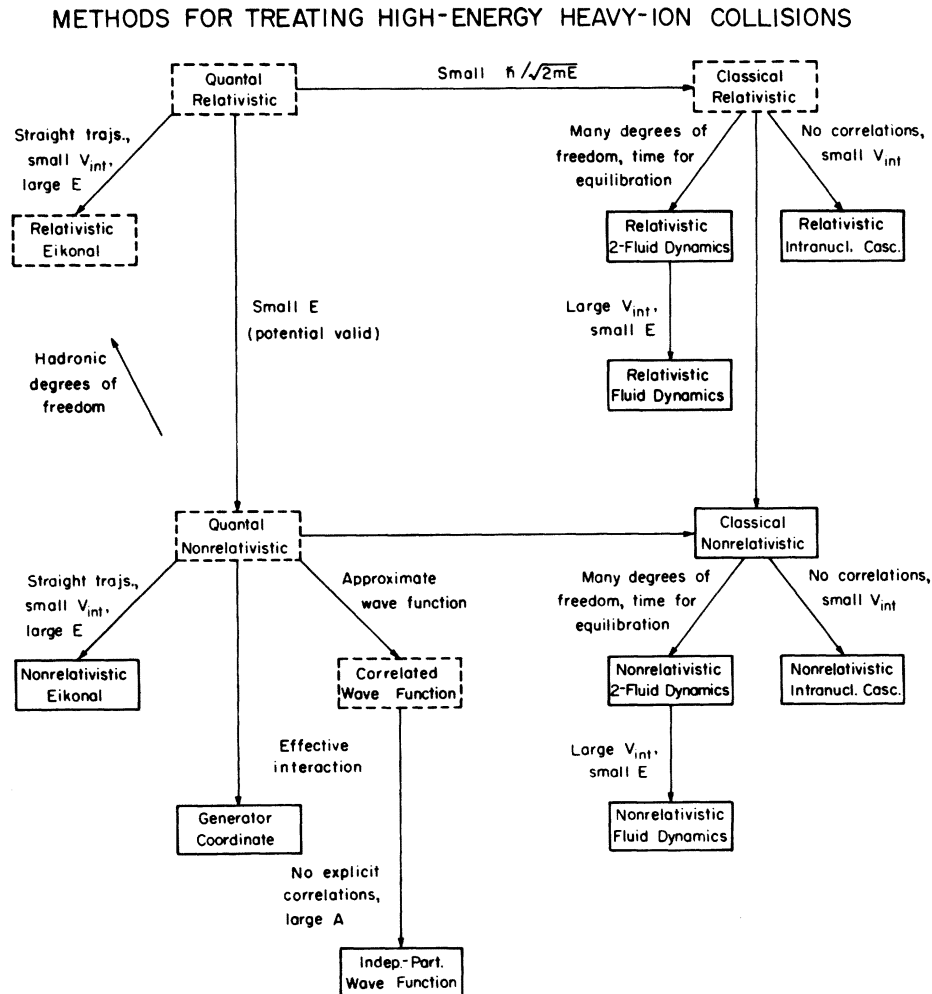 METHODS FOR TREATING HIGH-ENERGY HEAVY-ION COLLISIONS
Quantal
Relativistic
Small ħ/√2mE
Classical
Relativistic
Straight trajs.,
small Vint,
large E
Many degrees of
freedom, time for
equilibration
No correlations,
small Vint
Relativistic
Eikonal
Relativistic
2-Fluid Dynamics
Relativistic
Intranucl. Casc.
Small E
(potential valid)
Large Vint,
small E
Hadronic
degrees of
freedom
Relativistic
Fluid Dynamics
Quantal
Nonrelativistic
Classical
Nonrelativistic
Straight trajs.,
small Vint,
large E
Approximate
wave function
Many degrees of
freedom, time for
equilibration
No correlations,
small Vint
Nonrelativistic
Eikonal
Correlated
Wave Function
Nonrelativistic
2-Fluid Dynamics
Nonrelativistic
Intranucl. Casc.
Effective
interaction
Large Vint,
small E
Generator
Coordinate
Nonrelativistic
Fluid Dynamics
No explicit
correlations,
large A
Indep.-Part.
Wave Function